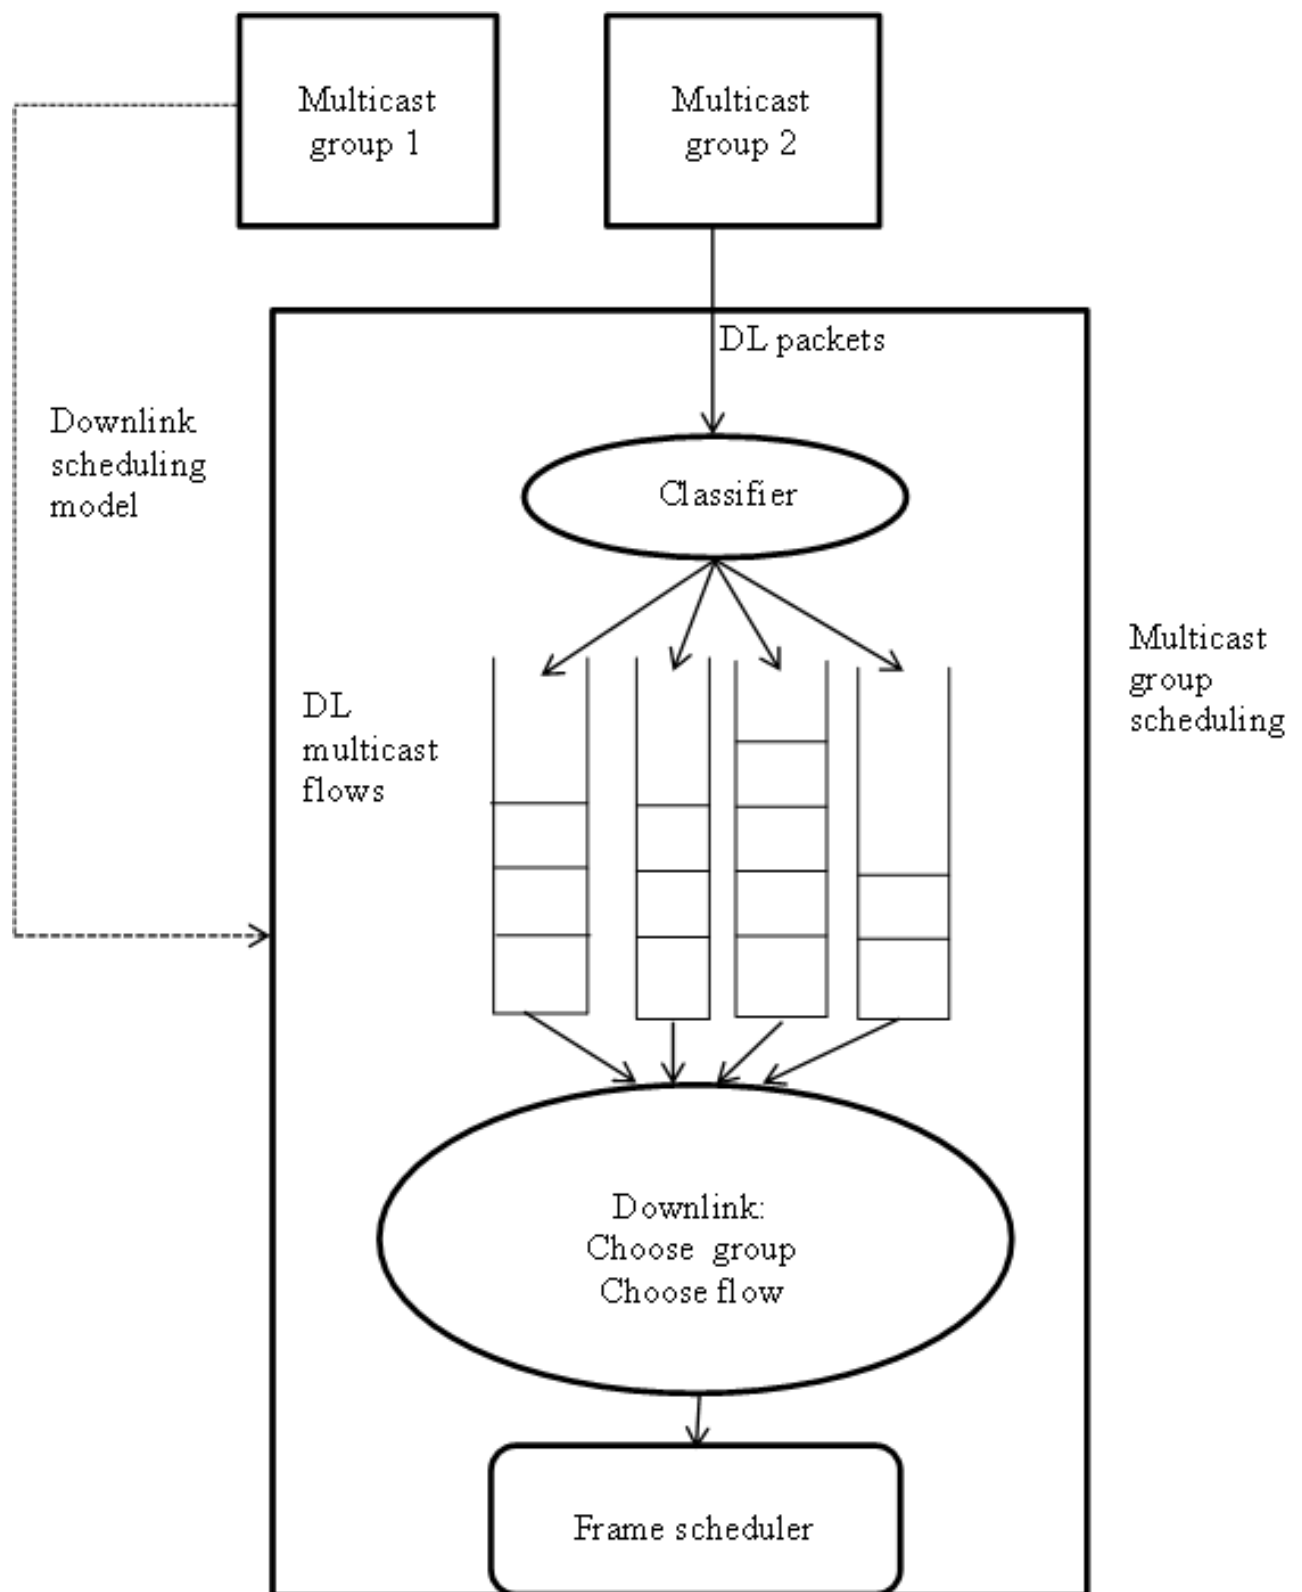 Multicast
group 1
Multicast
group 2
DL packets
Downlink
scheduling
model
Classifier
Multicast
group
scheduling
DL
multicast
flows
Downlink:
Choose group
Choose flow
Frame scheduler